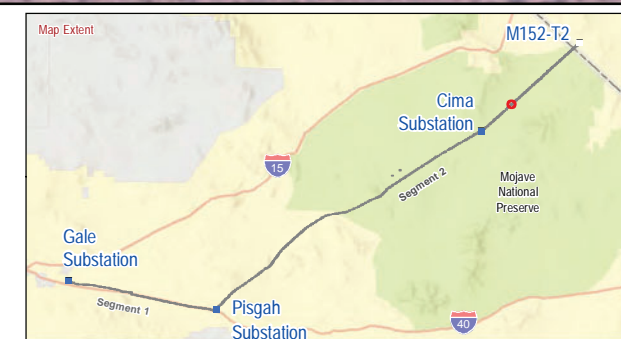 Map Extent
M152-T2
Cima
Substation
15
Segment 2
Mojave
National
Preserve
Gale
Substation
Segment 1
Pisgah
Substation
40